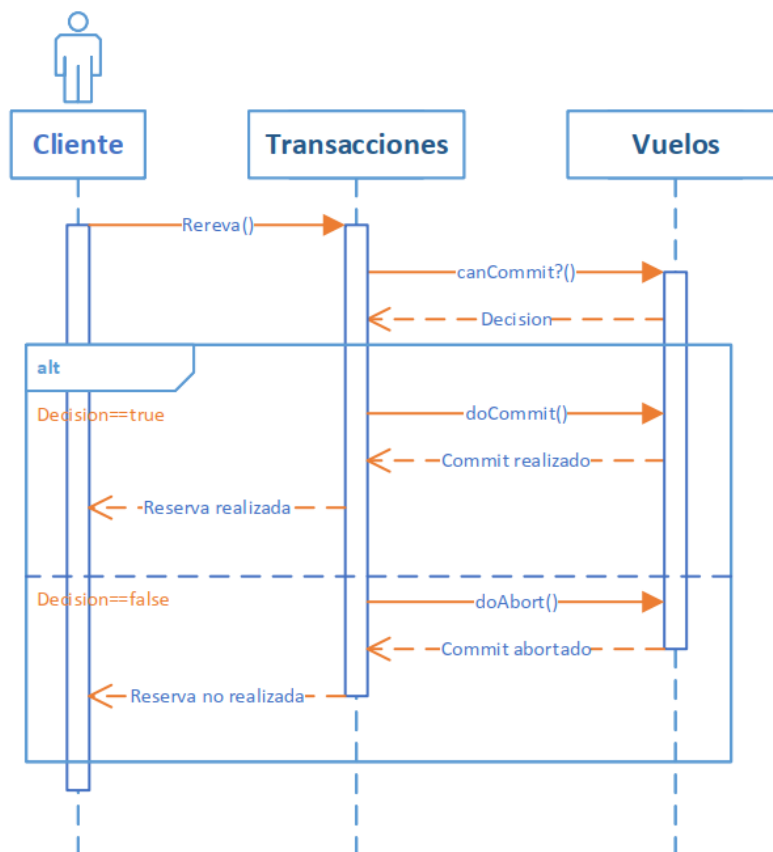 Cliente
Transacciones
Vuelos
Rereva()
canCommit?()
Decision
alt
Decision==true
doCommit()
Commit realizado
Reserva realizada
Decision==false
doAbort()
Commit abortado
Reserva no realizada